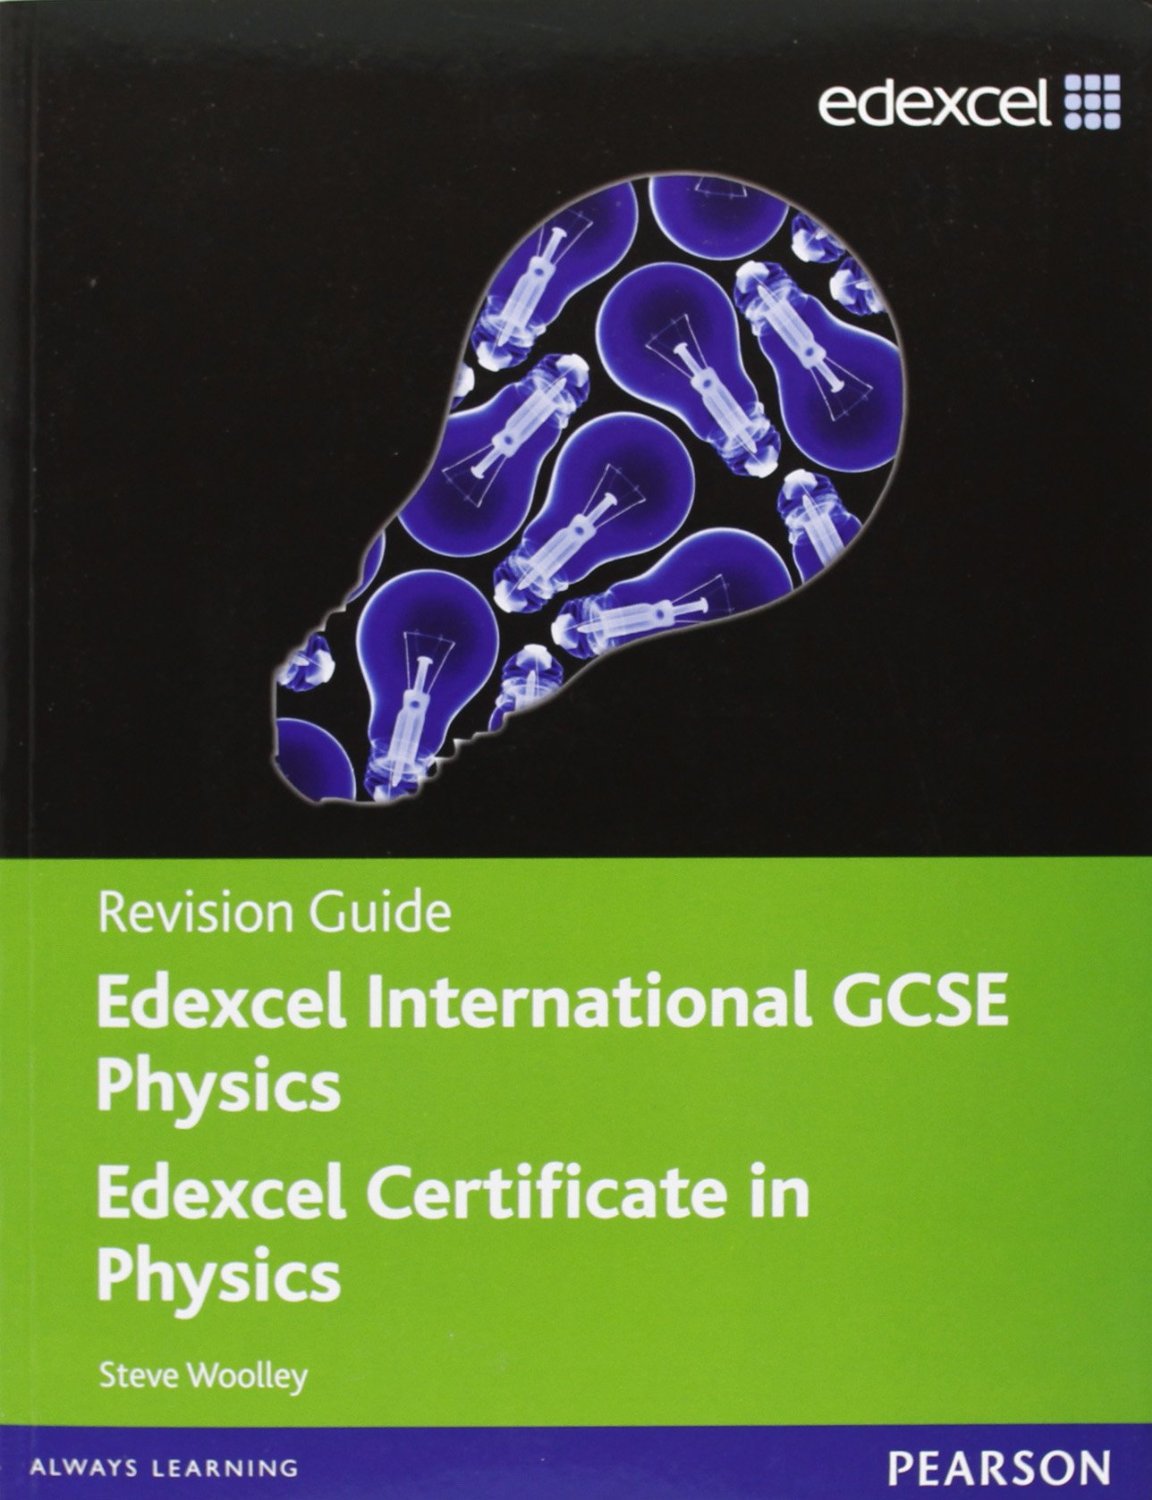 edexcel
Revision Guide
Edexcel International GCSE
Physics
Edexcel Certificate in
Physics
Steve Woolley
ALWAYS LEARNING
PEARSON